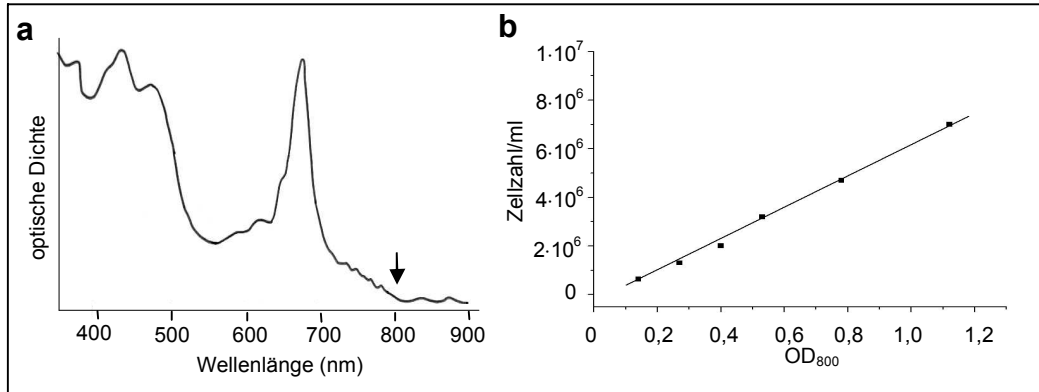 a
optische Dichte
400 500 600 700 800 900
Wellenlänge (nm)
b
Zellzahl/ml
1·10⁷
8·10⁶
6·10⁶
4·10⁶
2·10⁶
0
0 0,2 0,4 0,6 0,8 1,0 1,2
OD₈₀₀